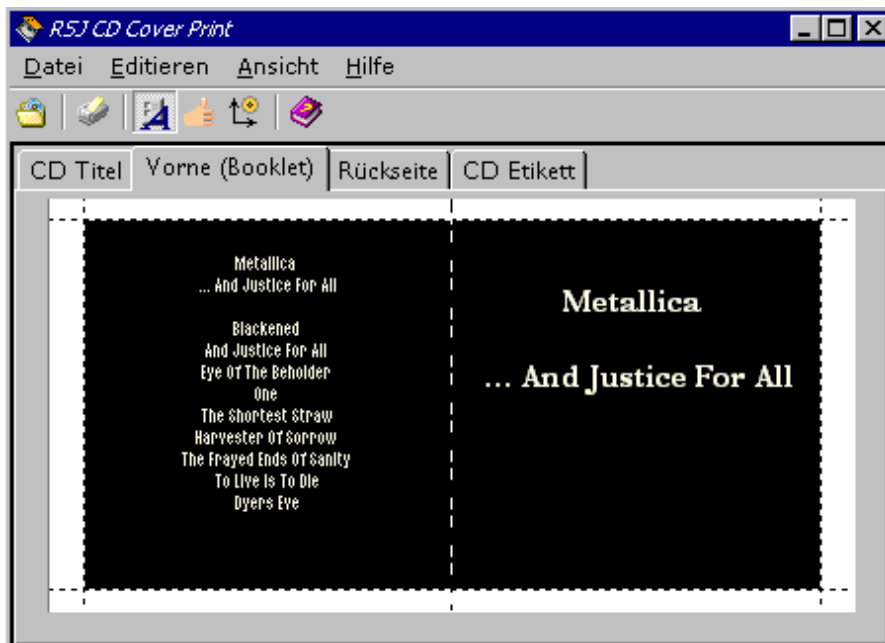 RSJ CD Cover Print
Datei Editieren Ansicht Hilfe
CD Titel Vorne (Booklet) Rückseite CD Etikett
Metallica
... And Justice For All
Blackened
And Justice For All
Eye Of The Beholder
One
The Shortest Straw
Harvester Of Sorrow
The Frayed Ends Of Sanity
To Live Is To Die
Dyers Eve
Metallica
... And Justice For All